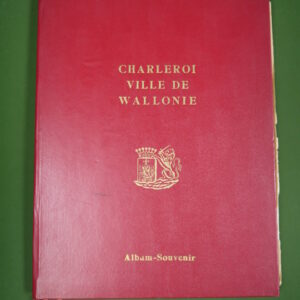 CHARLEROI
VILLE DE
WALLONIE
Album-Souvenir